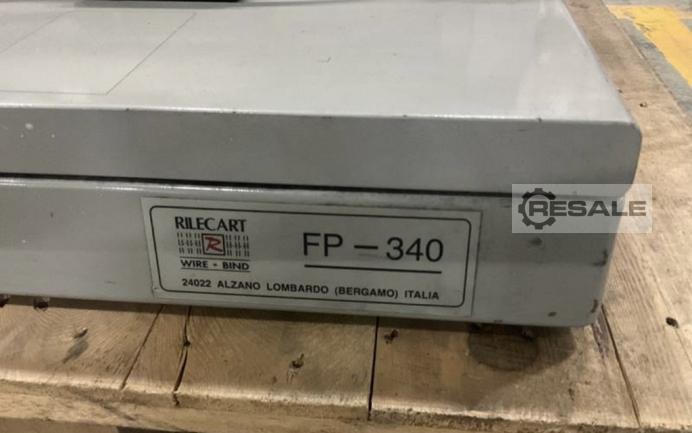 RILECART
R
WIRE + BIND
FP - 340
24022 ALZANO LOMBARDO (BERGAMO) ITALIA
RESALE